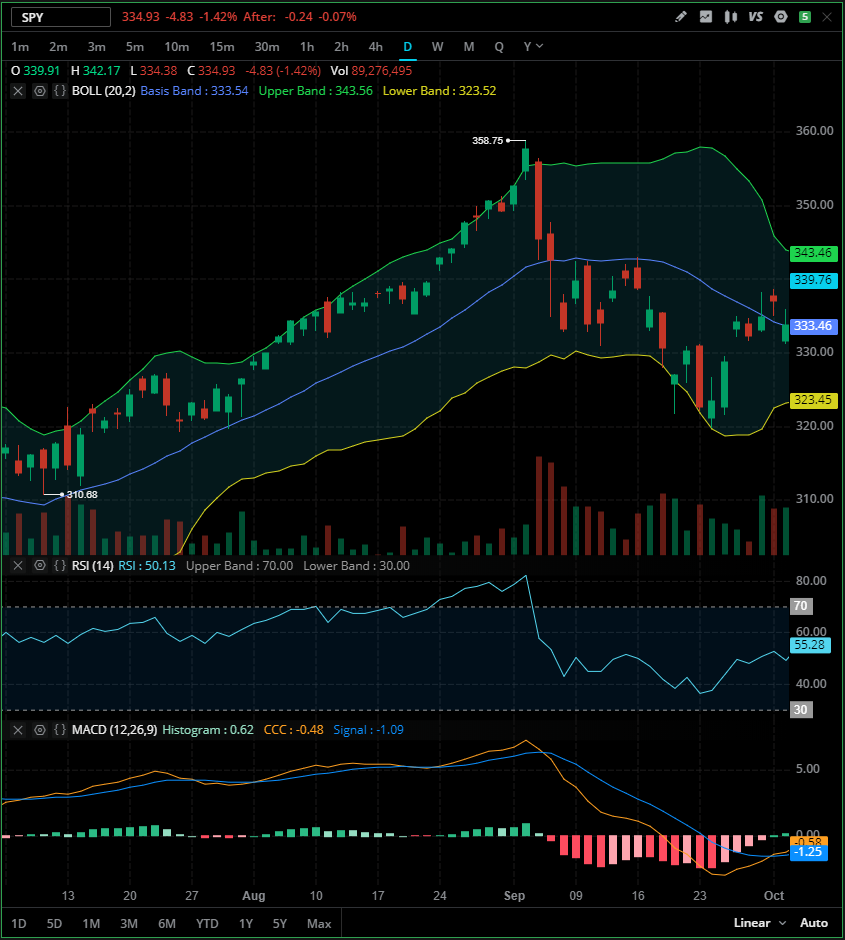 SPY 334.93 -4.83 -1.42% After: -0.24 -0.07% VS 5
1m 2m 3m 5m 10m 15m 30m 1h 2h 4h D W M Q Y
O 339.91 H 342.17 L 334.38 C 334.93 -4.83 (-1.42%) Vol 89,276,495
{} BOLL (20,2) Basis Band : 333.54 Upper Band : 343.56 Lower Band : 323.52
360.00
358.75
350.00
343.46
339.76
333.46
330.00
323.45
320.00
310.68
310.00
{} RSI (14) RSI : 50.13 Upper Band : 70.00 Lower Band : 30.00
80.00
70
60.00
55.28
40.00
30
{} MACD (12,26,9) Histogram : 0.62 CCC : -0.48 Signal : -1.09
5.00
0.00
-0.58
-1.25
13 20 27 Aug 10 17 24 Sep 09 16 23 Oct
1D 5D 1M 3M 6M YTD 1Y 5Y Max Linear Auto